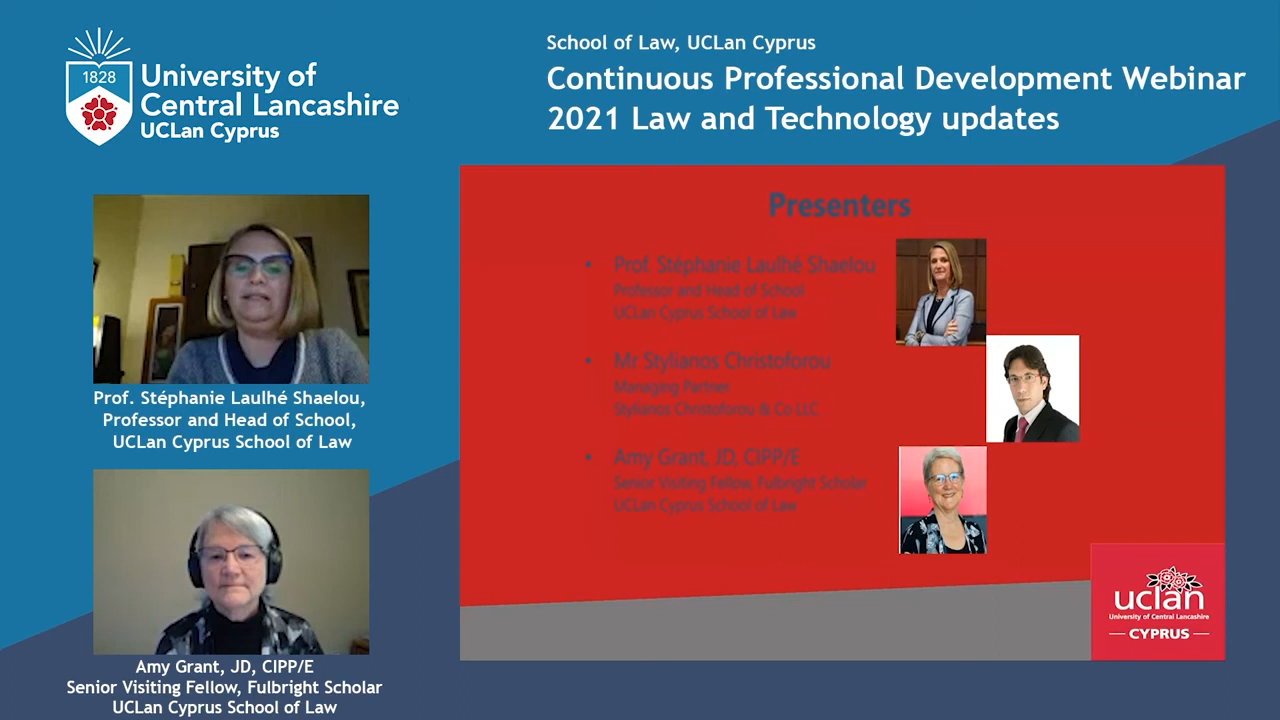 1828
University of
Central Lancashire
UCLan Cyprus
School of Law, UCLan Cyprus
Continuous Professional Development Webinar
2021 Law and Technology updates
Prof. Stéphanie Laulhé Shaelou,
Professor and Head of School,
UCLan Cyprus School of Law
Amy Grant, JD, CIPP/E
Senior Visiting Fellow, Fulbright Scholar
UCLan Cyprus School of Law
Presenters
• Prof. Stéphanie Laulhé Shaelou
Professor and Head of School
UCLan Cyprus School of Law
• Mr Stylianos Christoforou
Managing Partner
Stylianos Christoforou & Co LLC
• Amy Grant, JD, CIPP/E
Senior Visiting Fellow, Fulbright Scholar
UCLan Cyprus School of Law
uclan
University of Central Lancashire
CYPRUS